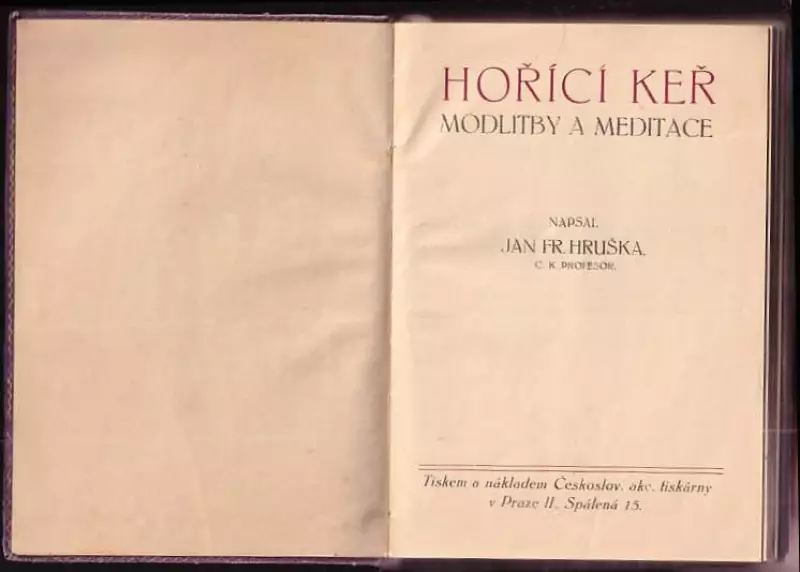 HOŘÍCÍ KEŘ
MODLITBY A MEDITACE
NAPSAL
JAN FR. HRUŠKA.
C. K. PROFESOR.
Tiskem a nákladem Českoslov. akc. tiskárny
v Praze II., Spálená 15.